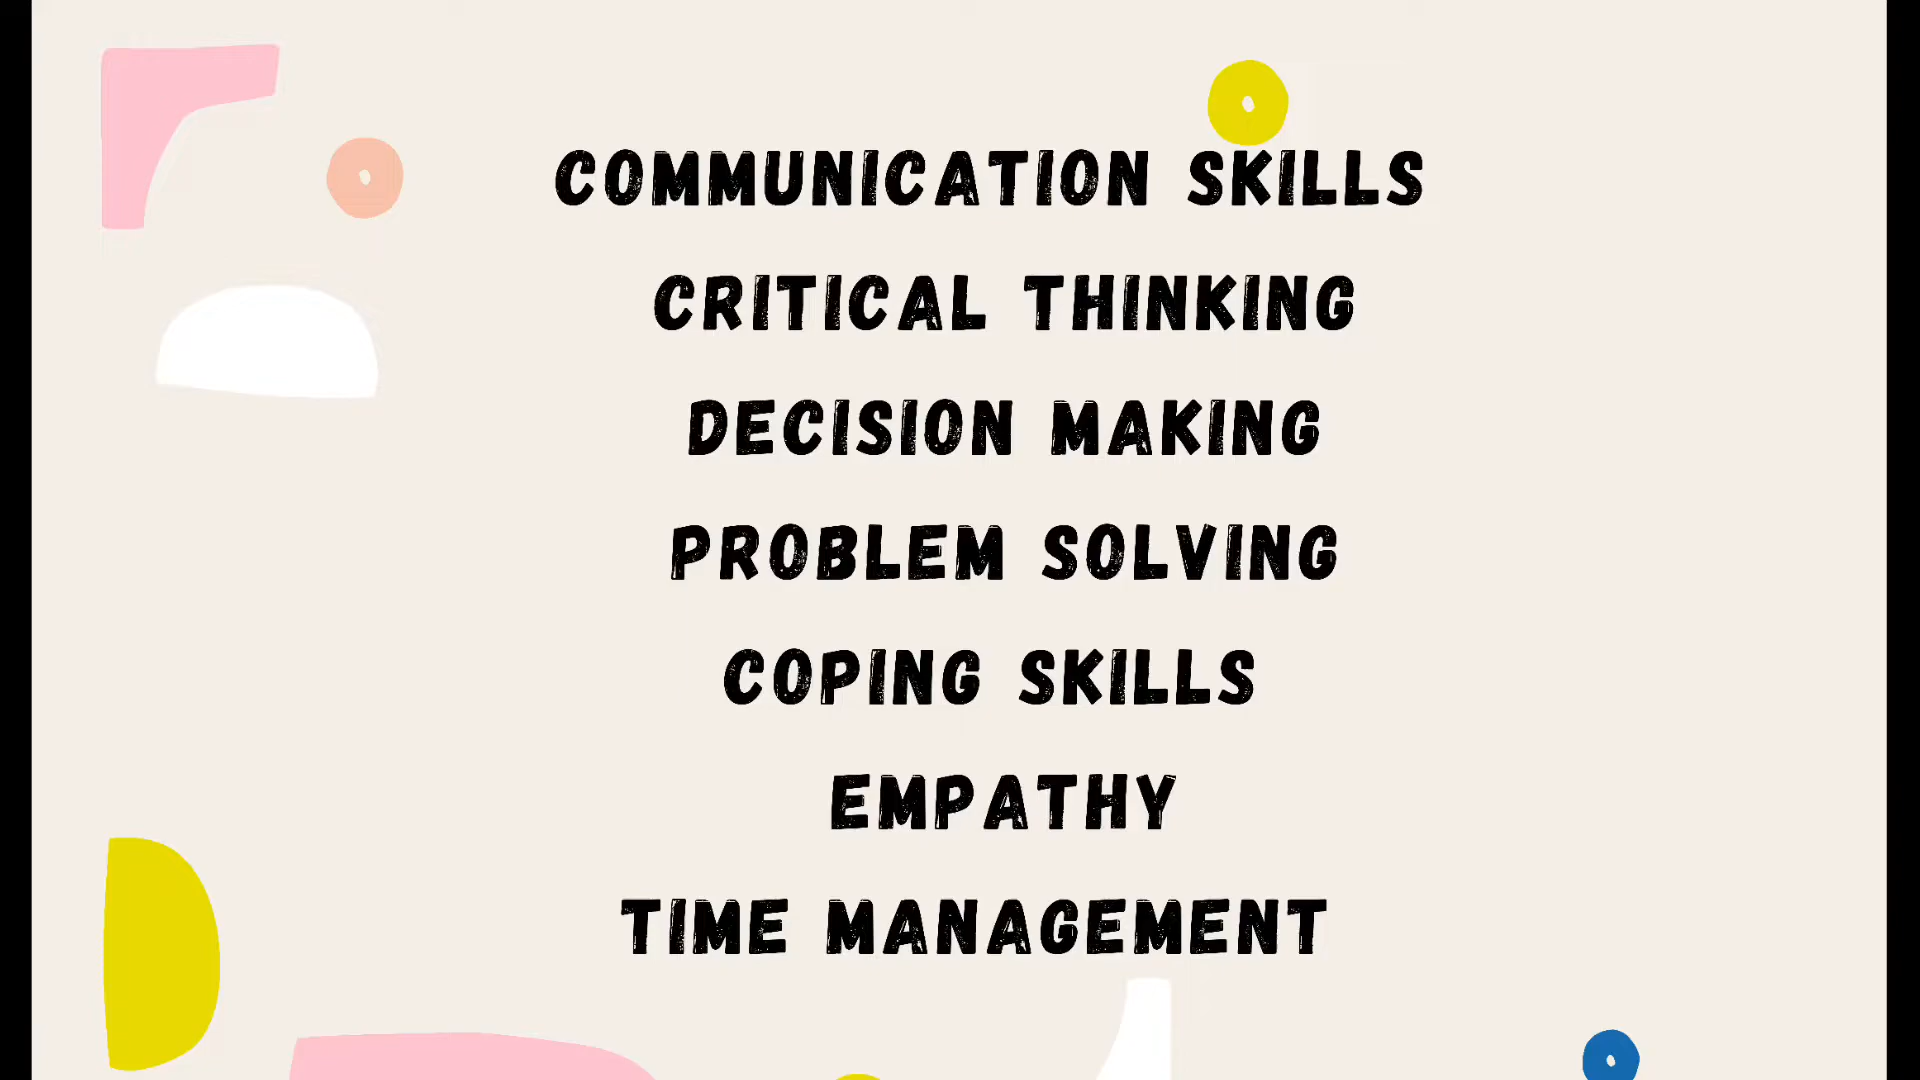 COMMUNICATION SKILLS
CRITICAL THINKING
DECISION MAKING
PROBLEM SOLVING
COPING SKILLS
EMPATHY
TIME MANAGEMENT